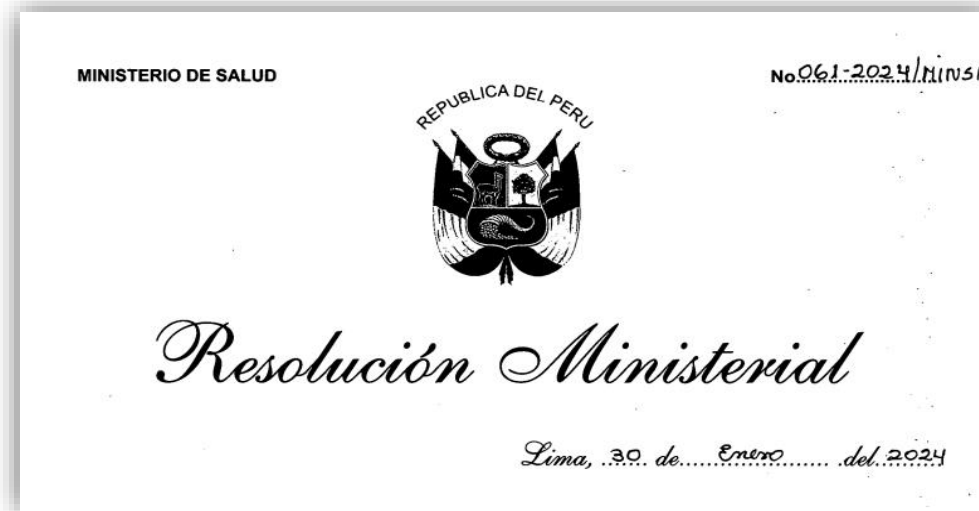 MINISTERIO DE SALUD
No 061-2024/MINSA
REPUBLICA DEL PERU
Resolución Ministerial
Lima, 30 de Enero del 2024